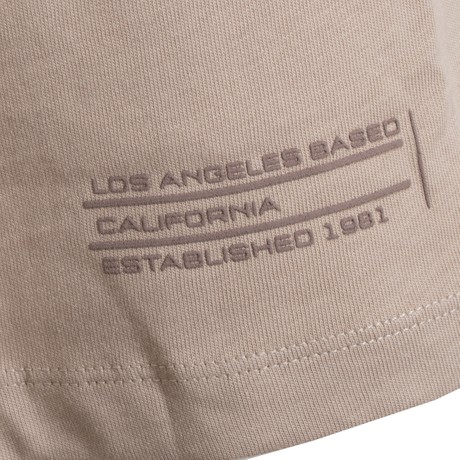 LOS ANGELES BASED
CALIFORNIA
ESTABLISHED 1981